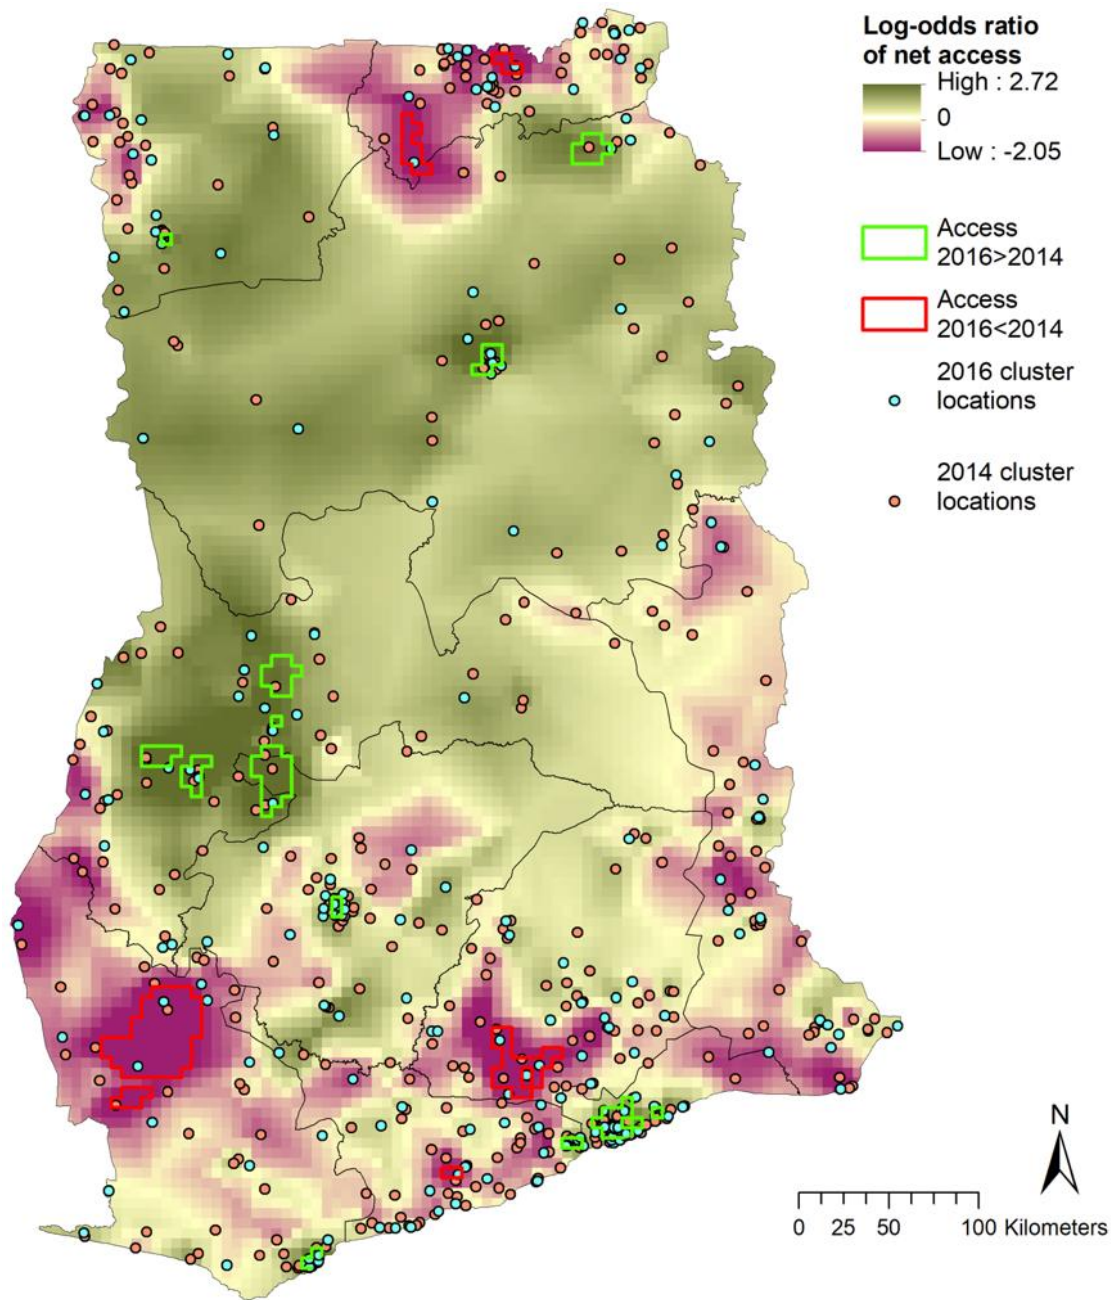 Log-odds ratio
of net access
High : 2.72
0
Low : -2.05
Access
2016>2014
Access
2016<2014
2016 cluster
locations
2014 cluster
locations
N
0 25 50 100 Kilometers